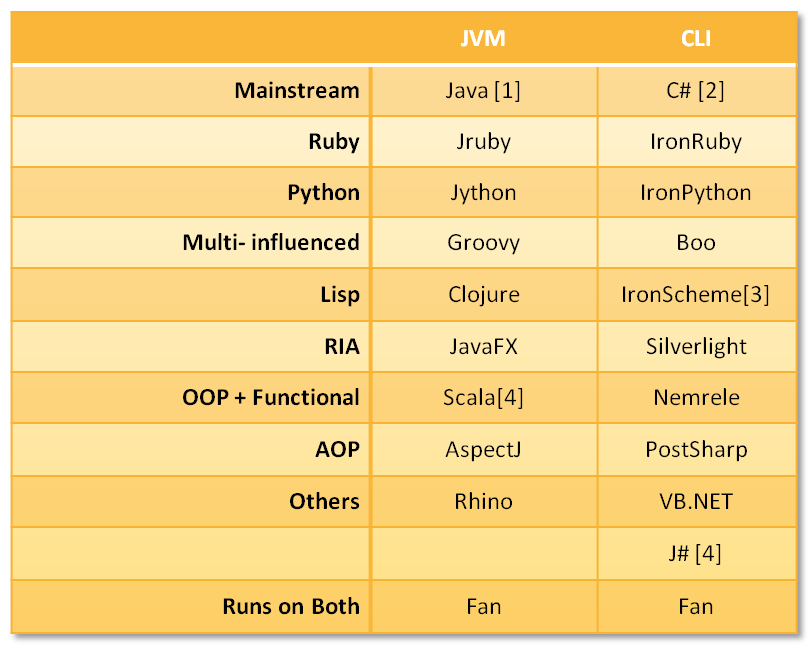 JVM CLI
Mainstream Java [1] C# [2]
Ruby Jruby IronRuby
Python Jython IronPython
Multi- influenced Groovy Boo
Lisp Clojure IronScheme[3]
RIA JavaFX Silverlight
OOP + Functional Scala[4] Nemrele
AOP AspectJ PostSharp
Others Rhino VB.NET
J# [4]
Runs on Both Fan Fan